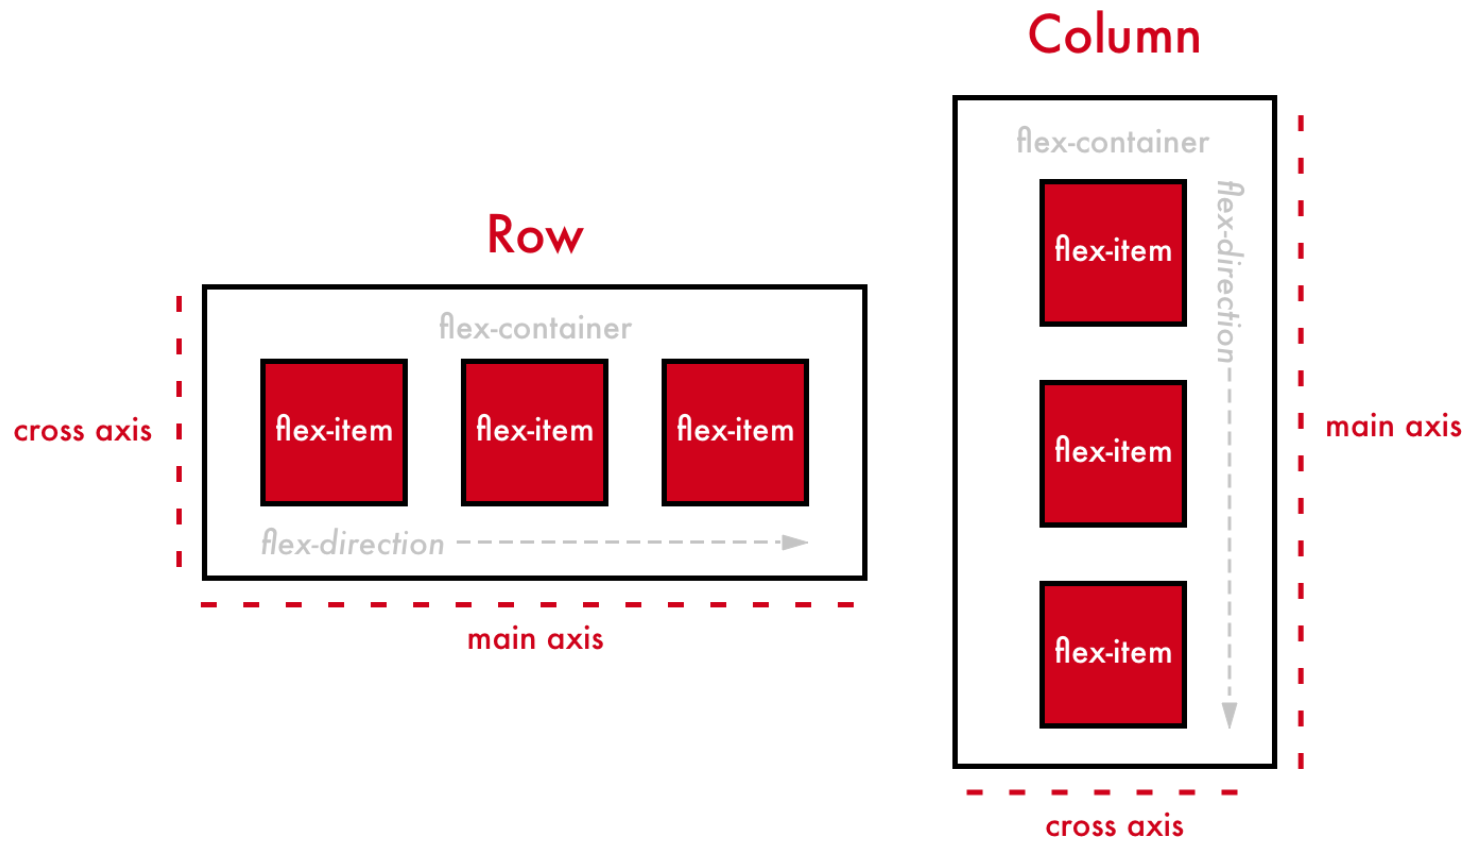 Row
flex-container
flex-item
flex-item
flex-item
flex-direction
cross axis
main axis
Column
flex-container
flex-item
flex-item
flex-item
flex-direction
main axis
cross axis